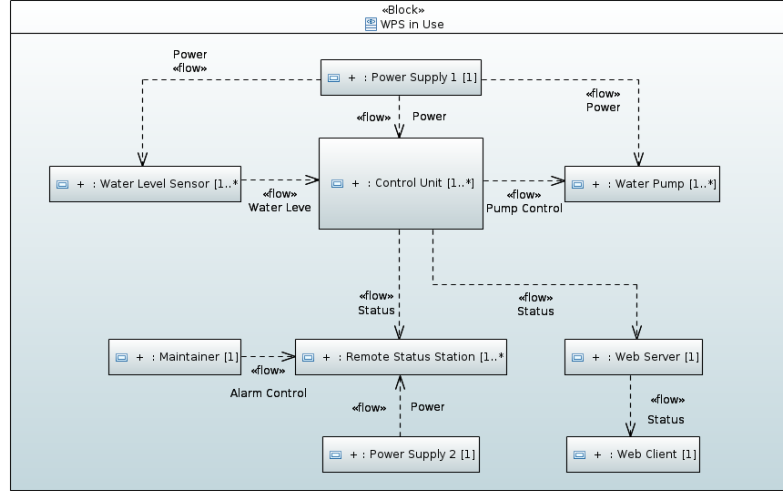 «Block»
WPS in Use
Power
«flow»
+ : Power Supply 1 [1]
«flow»
Power
«flow»
Power
+ : Water Level Sensor [1..*
«flow»
Water Leve
+ : Control Unit [1..*]
«flow»
Pump Control
+ : Water Pump [1..*]
«flow»
Status
«flow»
Status
+ : Maintainer [1]
«flow»
Alarm Control
+ : Remote Status Station [1..*
+ : Web Server [1]
«flow»
Power
«flow»
Status
+ : Power Supply 2 [1]
+ : Web Client [1]